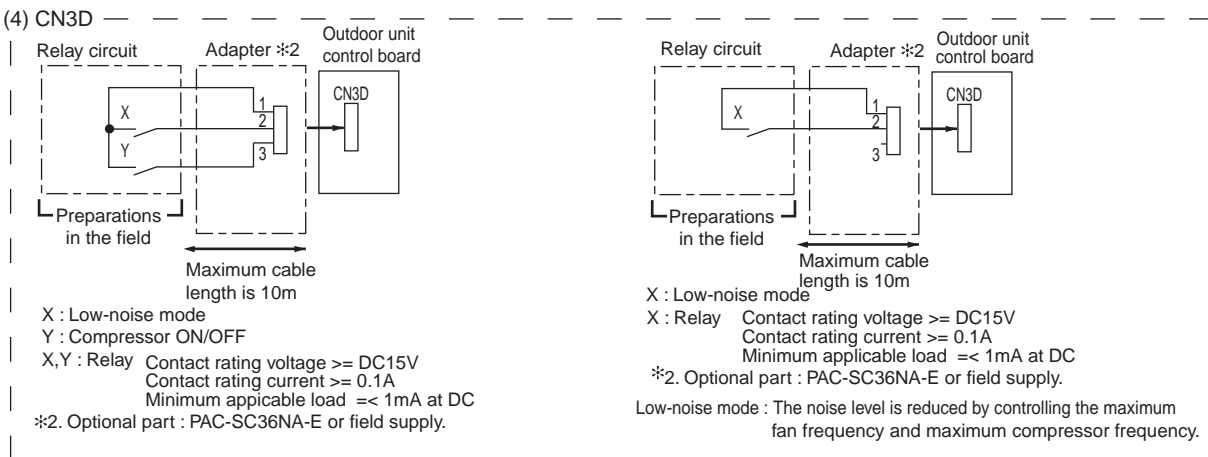 (4) CN3D
Relay circuit
Adapter ✻2
Outdoor unit
control board
X
Y
1
2
3
CN3D
Preparations
in the field
Maximum cable
length is 10m
X : Low-noise mode
Y : Compressor ON/OFF
X,Y : Relay Contact rating voltage >= DC15V
Contact rating current >= 0.1A
Minimum appicable load =< 1mA at DC
✻2. Optional part : PAC-SC36NA-E or field supply.
Relay circuit
Adapter ✻2
Outdoor unit
control board
X
1
2
3
CN3D
Preparations
in the field
Maximum cable
length is 10m
X : Low-noise mode
X : Relay Contact rating voltage >= DC15V
Contact rating current >= 0.1A
Minimum applicable load =< 1mA at DC
✻2. Optional part : PAC-SC36NA-E or field supply.
Low-noise mode : The noise level is reduced by controlling the maximum
fan frequency and maximum compressor frequency.